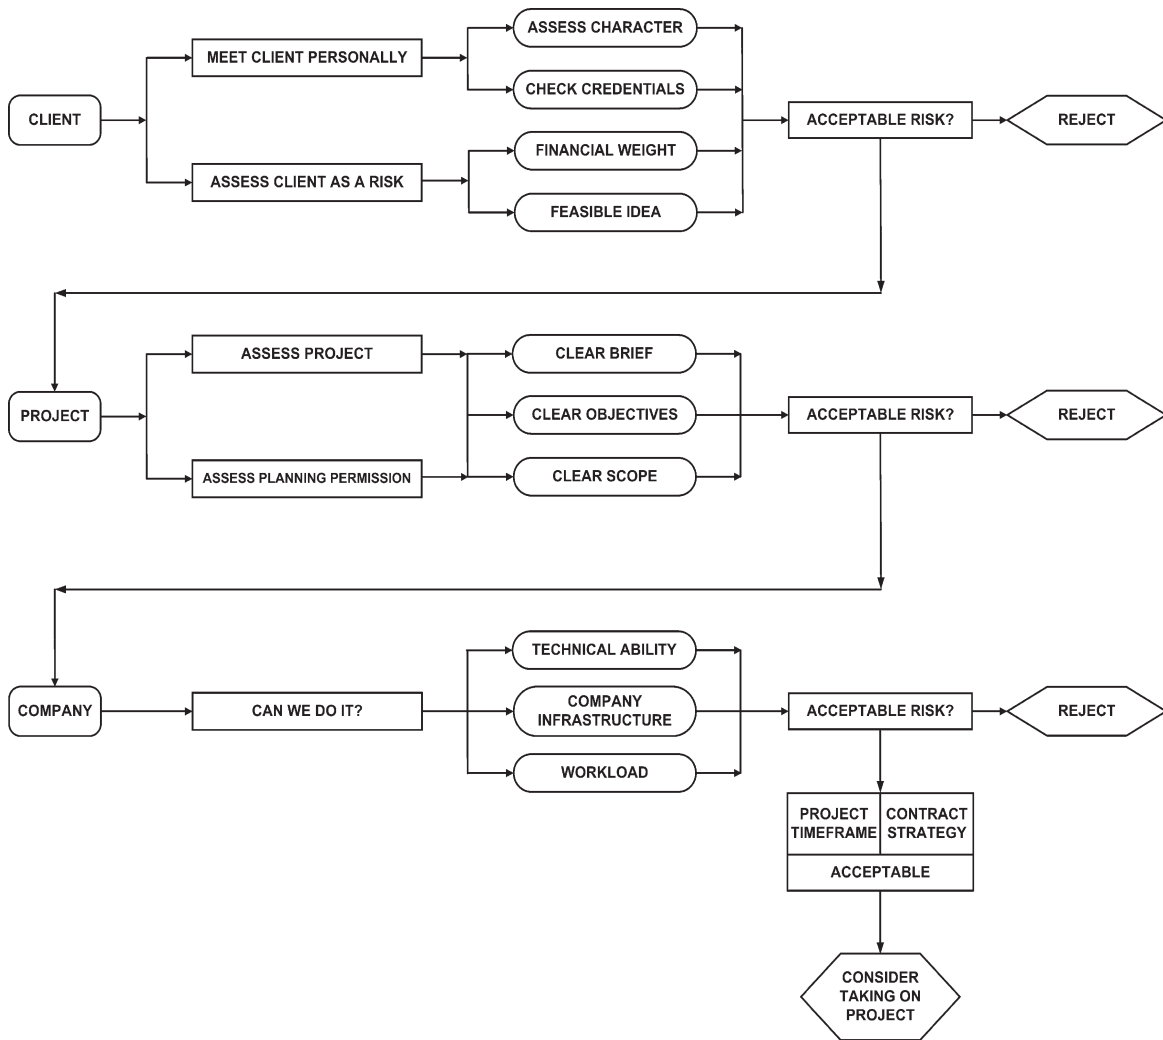 ASSESS CHARACTER
MEET CLIENT PERSONALLY
CHECK CREDENTIALS
CLIENT
ACCEPTABLE RISK?
REJECT
FINANCIAL WEIGHT
ASSESS CLIENT AS A RISK
FEASIBLE IDEA
ASSESS PROJECT
CLEAR BRIEF
PROJECT
CLEAR OBJECTIVES
ACCEPTABLE RISK?
REJECT
ASSESS PLANNING PERMISSION
CLEAR SCOPE
TECHNICAL ABILITY
COMPANY
CAN WE DO IT?
COMPANY
INFRASTRUCTURE
ACCEPTABLE RISK?
REJECT
WORKLOAD
PROJECT
TIMEFRAME
CONTRACT
STRATEGY
ACCEPTABLE
CONSIDER
TAKING ON
PROJECT